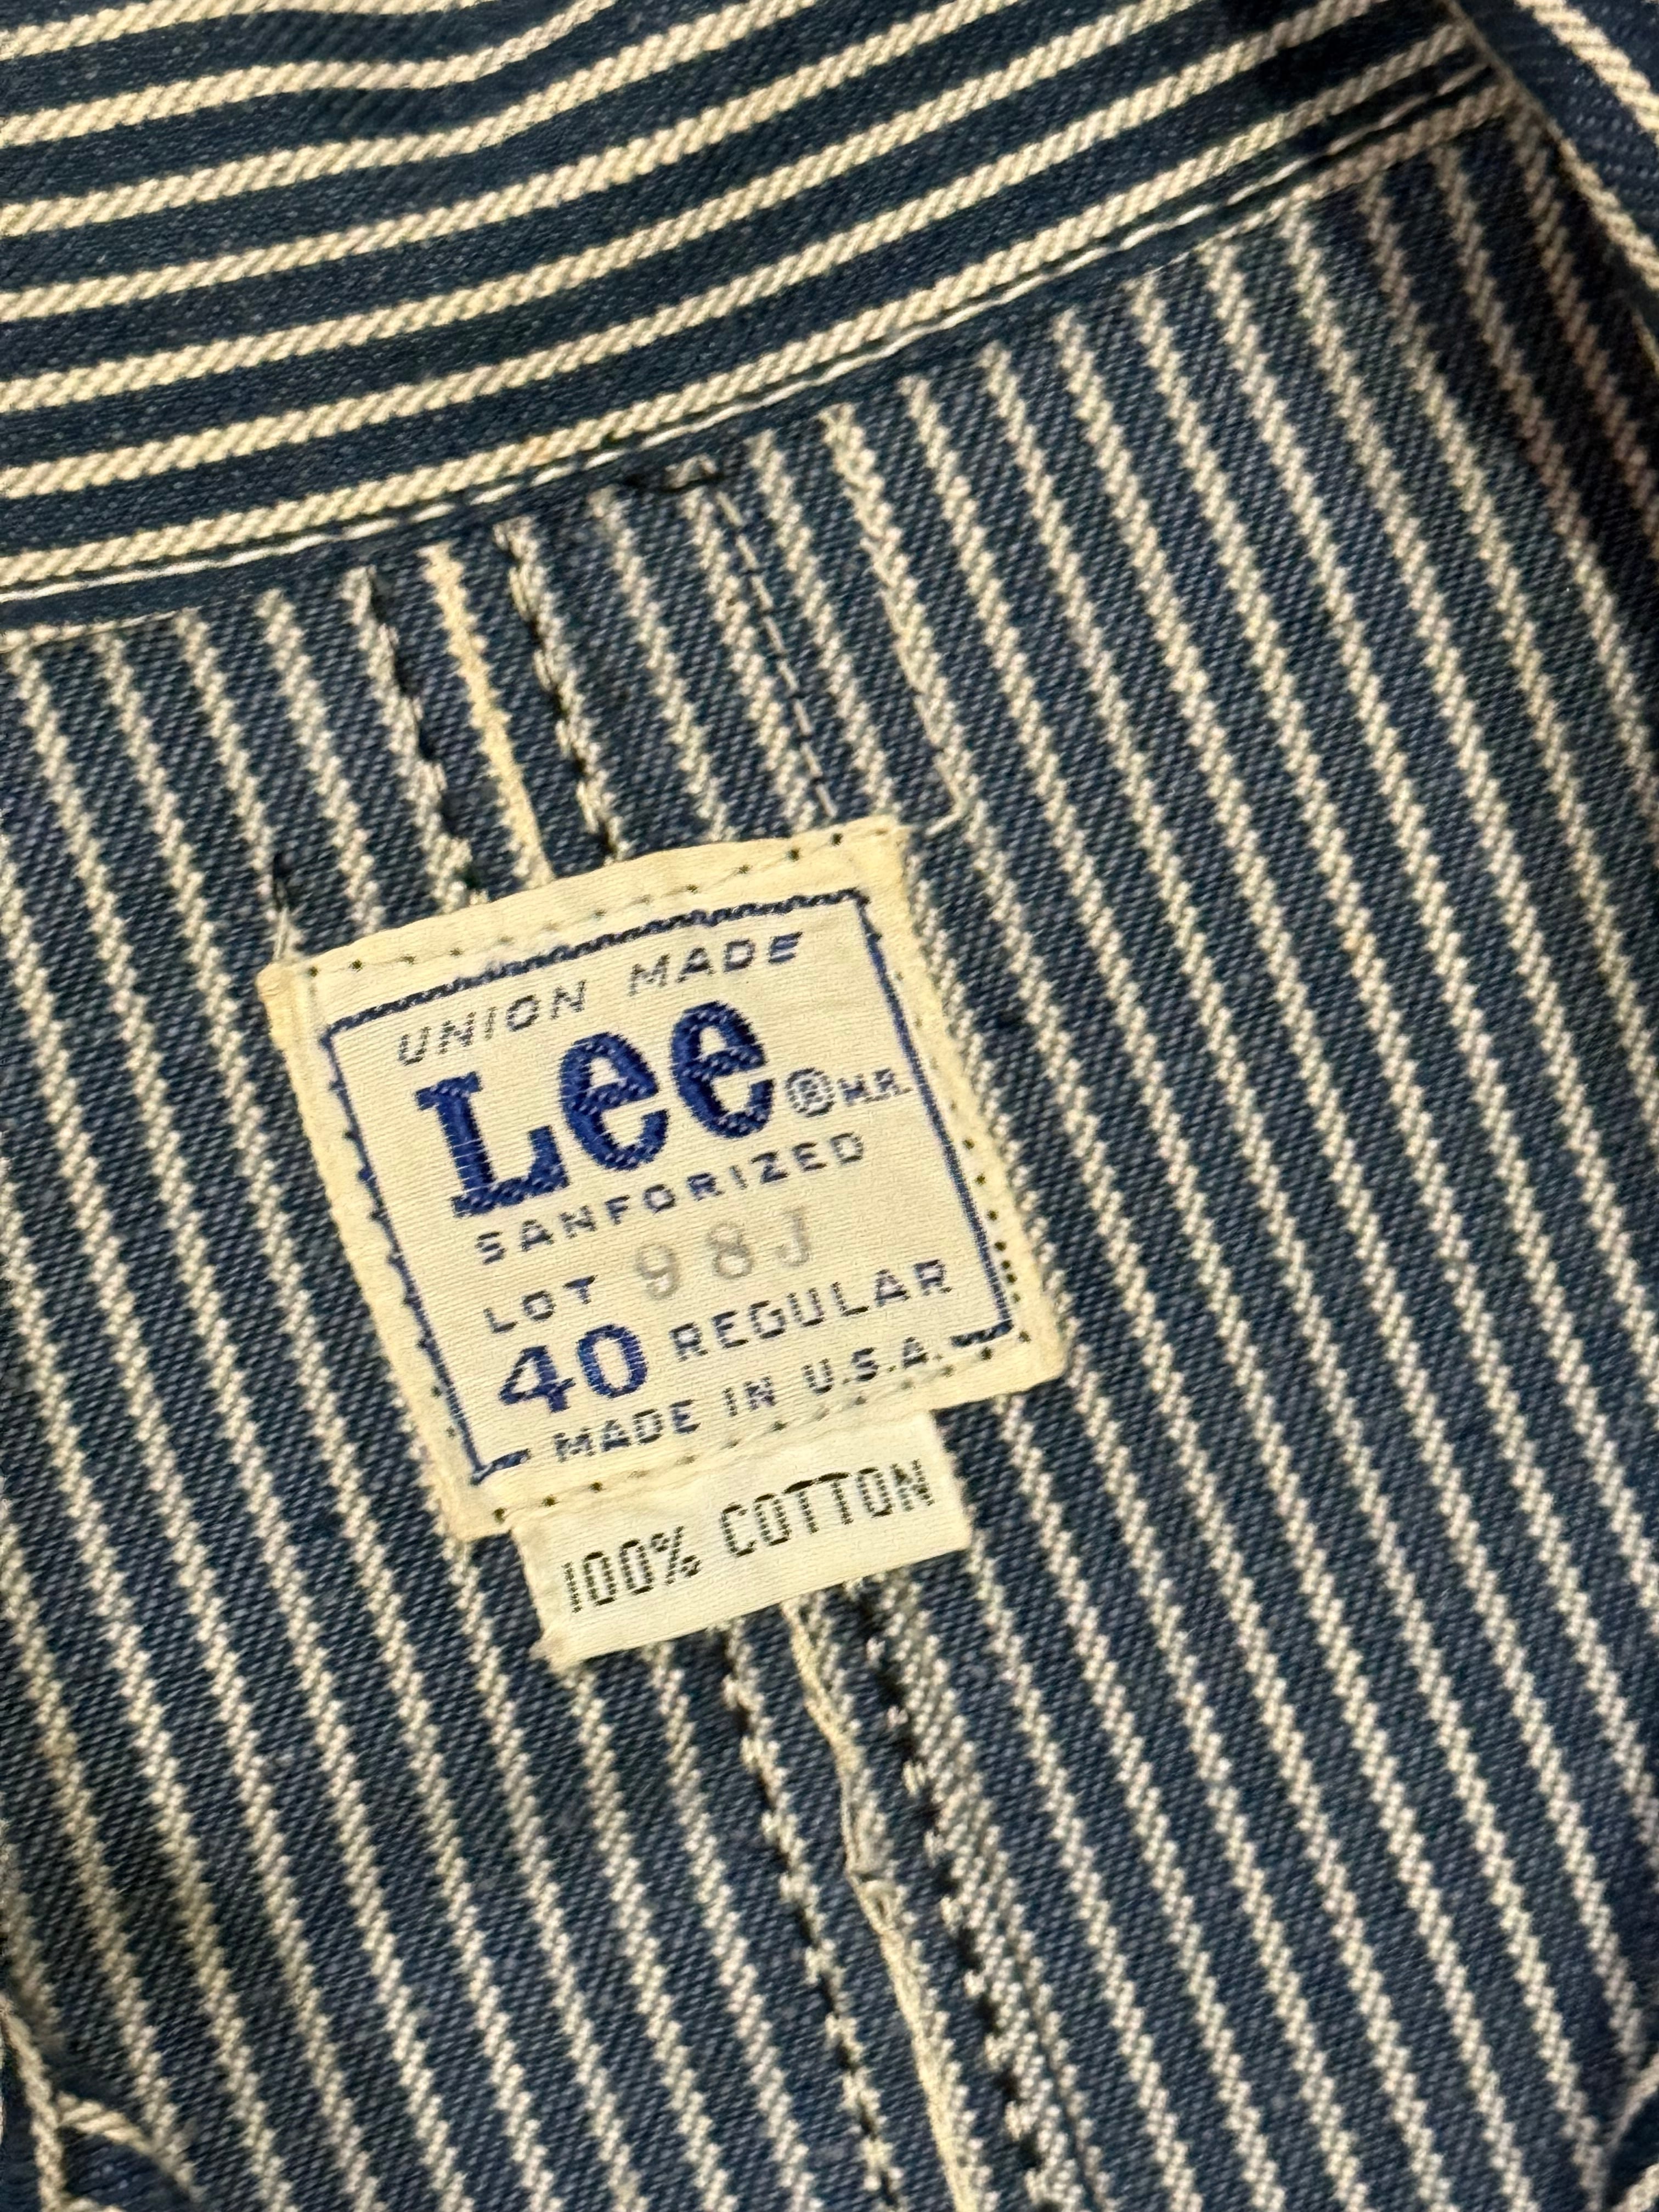 UNION MADE
Lee® M.R.
SANFORIZED
LOT 98J
40 REGULAR
MADE IN U.S.A.
100% COTTON